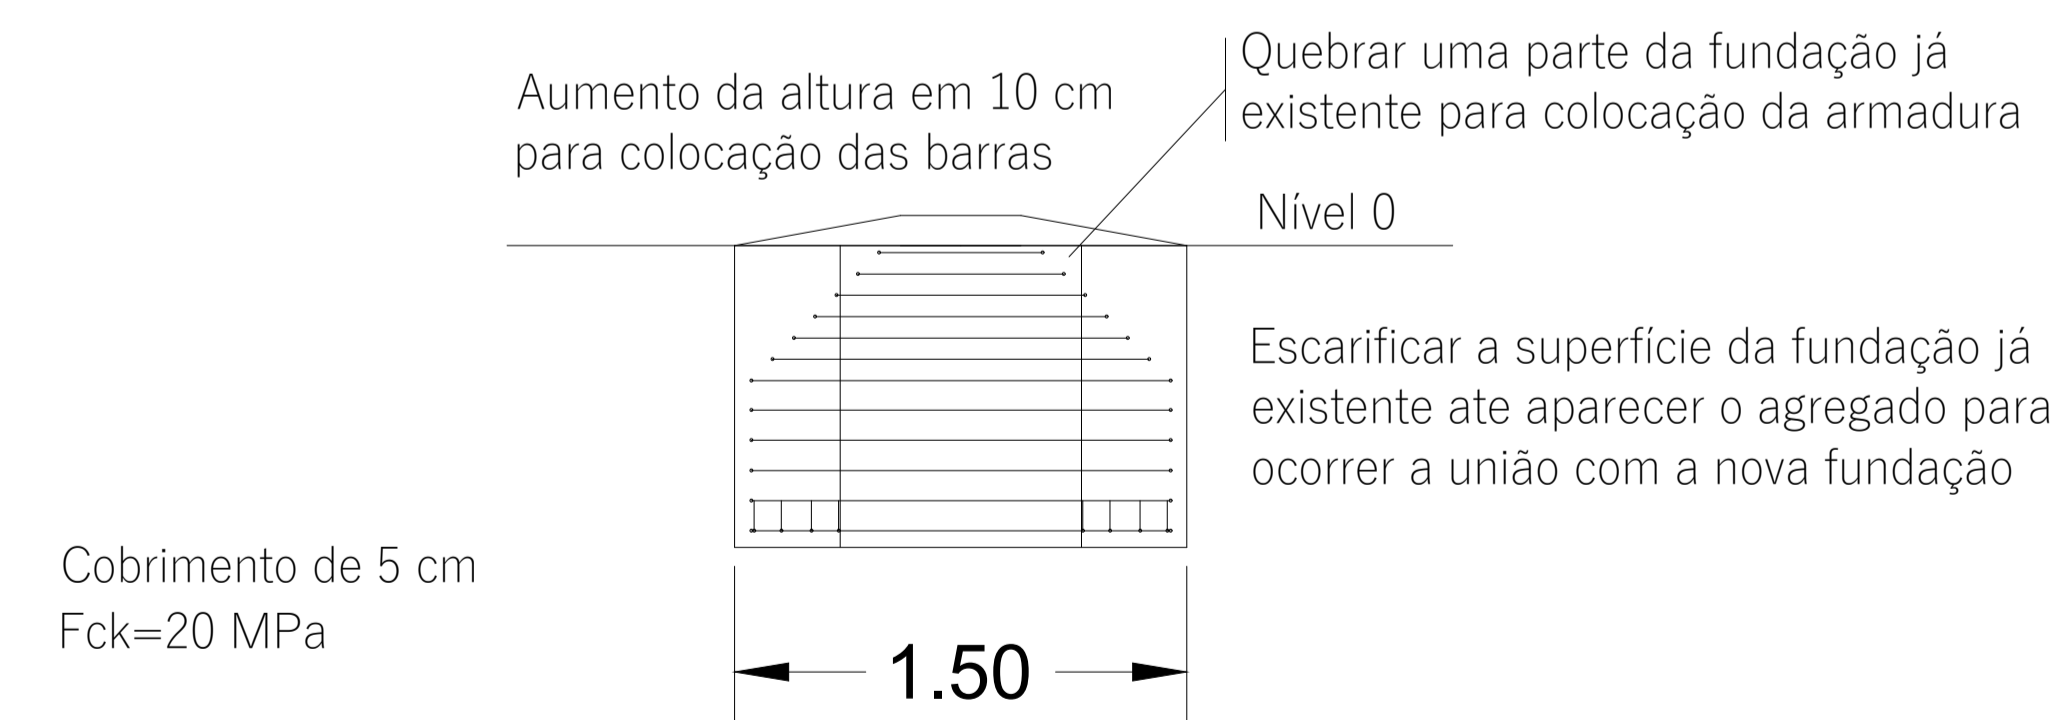 Aumento da altura em 10 cm
para colocação das barras
Quebrar uma parte da fundação já
existente para colocação da armadura
Nível 0
Escarificar a superfície da fundação já
existente ate aparecer o agregado para
ocorrer a união com a nova fundação
Cobrimento de 5 cm
Fck=20 MPa
1.50